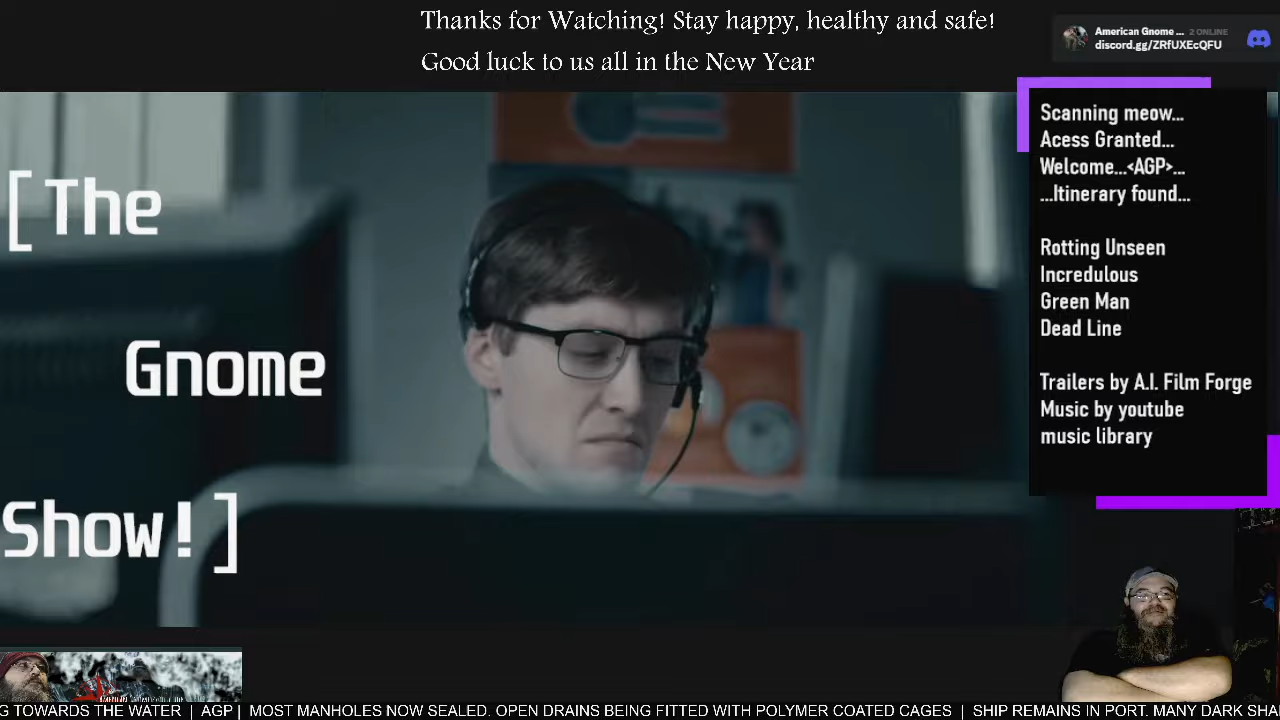 Thanks for Watching! Stay happy, healthy and safe!
Good luck to us all in the New Year
American Gnome ... 2 ONLINE
discord.gg/ZRfUXEcQFU
[The
Gnome
Show!]
Scanning meow...
Acess Granted...
Welcome...<AGP>...
...Itinerary found...
Rotting Unseen
Incredulous
Green Man
Dead Line
Trailers by A.I. Film Forge
Music by youtube
music library
G TOWARDS THE WATER | AGP | MOST MANHOLES NOW SEALED. OPEN DRAINS BEING FITTED WITH POLYMER COATED CAGES | SHIP REMAINS IN PORT. MANY DARK SHA